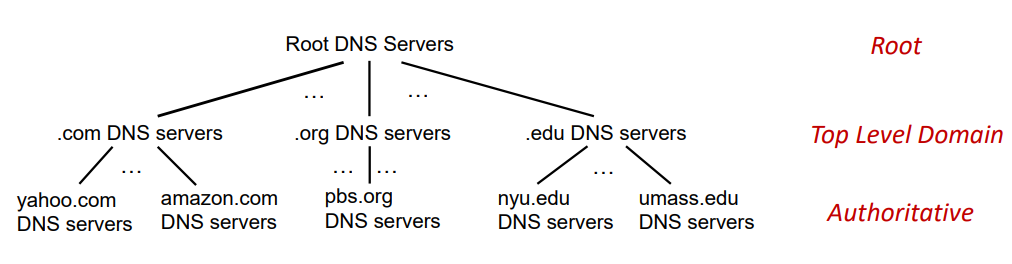 Root DNS Servers
Root
…
…
.com DNS servers
.org DNS servers
.edu DNS servers
Top Level Domain
…
…
…
…
yahoo.com
DNS servers
amazon.com
DNS servers
pbs.org
DNS servers
nyu.edu
DNS servers
umass.edu
DNS servers
Authoritative